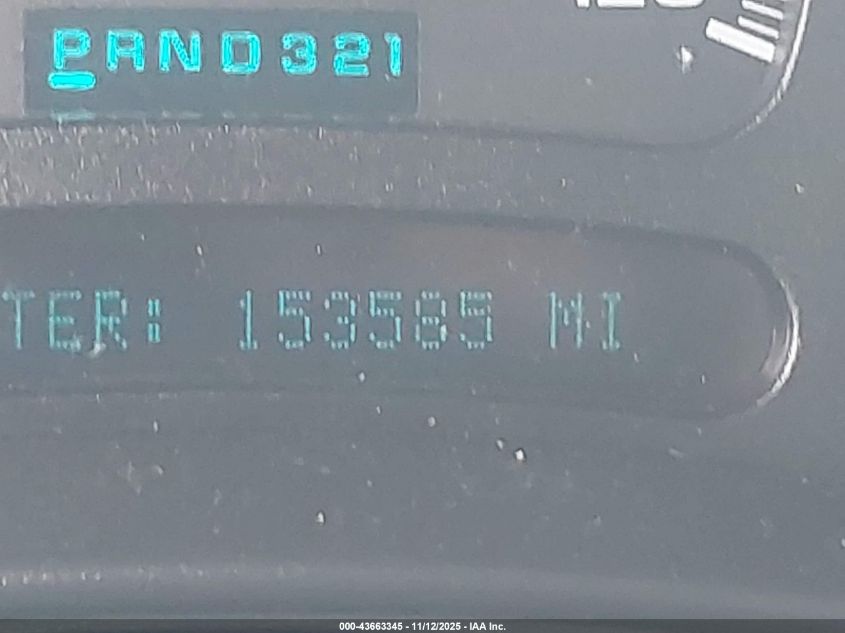 PRND321
TER: 153585 MI
000-43663345 - 11/12/2025 - IAA Inc.